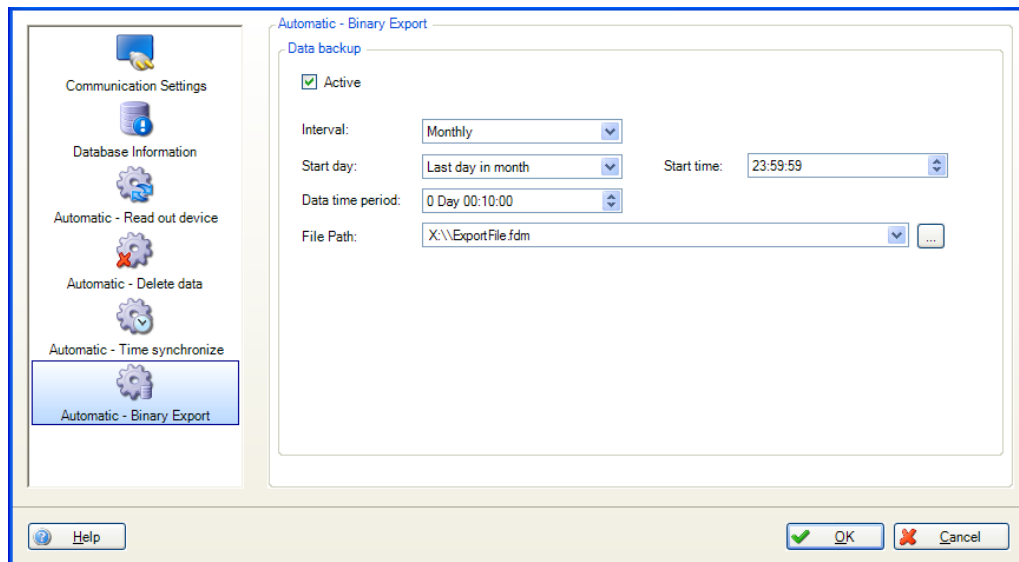 Communication Settings
Database Information
Automatic - Read out device
Automatic - Delete data
Automatic - Time synchronize
Automatic - Binary Export
Automatic - Binary Export
Data backup
Active
Interval: Monthly
Start day: Last day in month Start time: 23:59:59
Data time period: 0 Day 00:10:00
File Path: X:\\ExportFile.fdm ...
Help OK Cancel